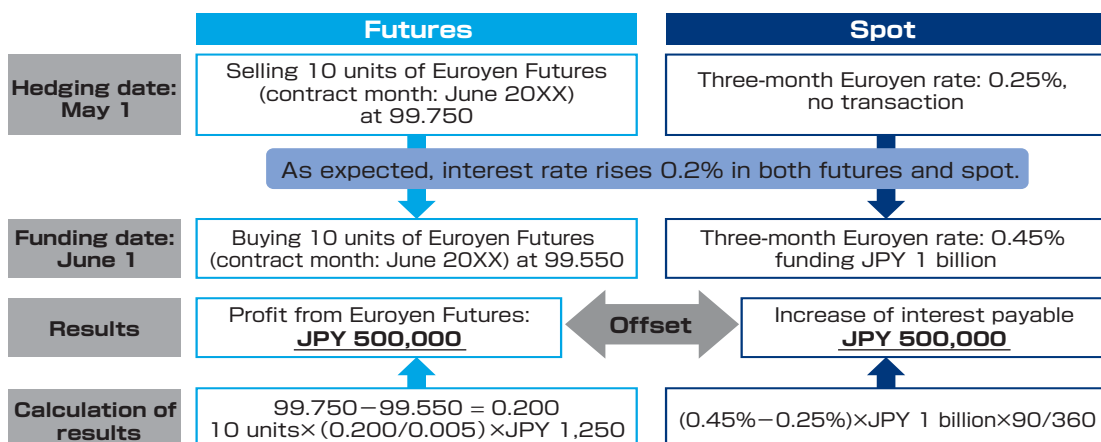 Futures
Spot
Hedging date:
May 1
Selling 10 units of Euroyen Futures
(contract month: June 20XX)
at 99.750
Three-month Euroyen rate: 0.25%,
no transaction
As expected, interest rate rises 0.2% in both futures and spot.
Funding date:
June 1
Buying 10 units of Euroyen Futures
(contract month: June 20XX) at 99.550
Three-month Euroyen rate: 0.45%
funding JPY 1 billion
Results
Profit from Euroyen Futures:
JPY 500,000
Offset
Increase of interest payable
JPY 500,000
Calculation of
results
99.750−99.550 = 0.200
10 units×(0.200/0.005)×JPY 1,250
(0.45%−0.25%)×JPY 1 billion×90/360